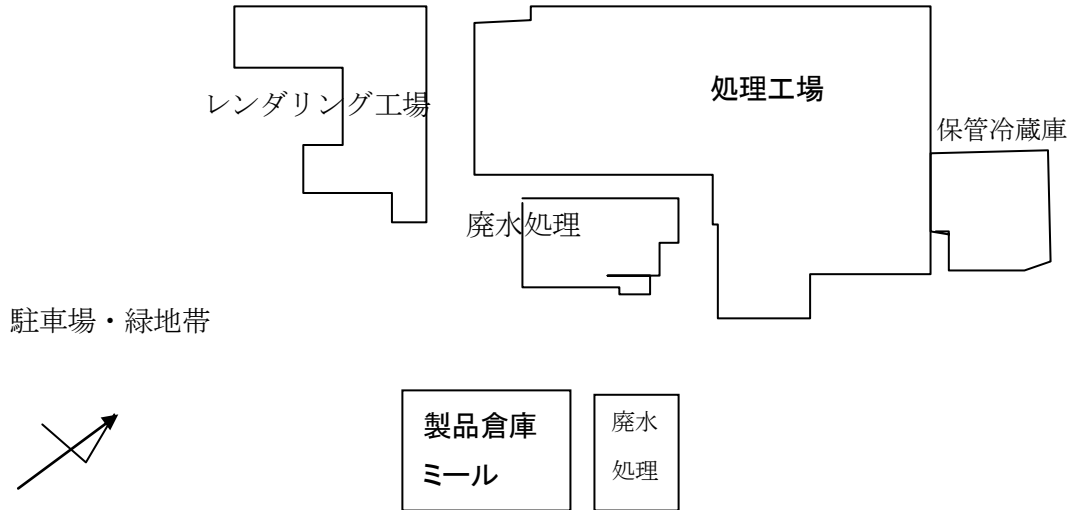 処理工場
レンダリング工場
保管冷蔵庫
廃水処理
駐車場・緑地帯
製品倉庫
ミール
廃水
処理